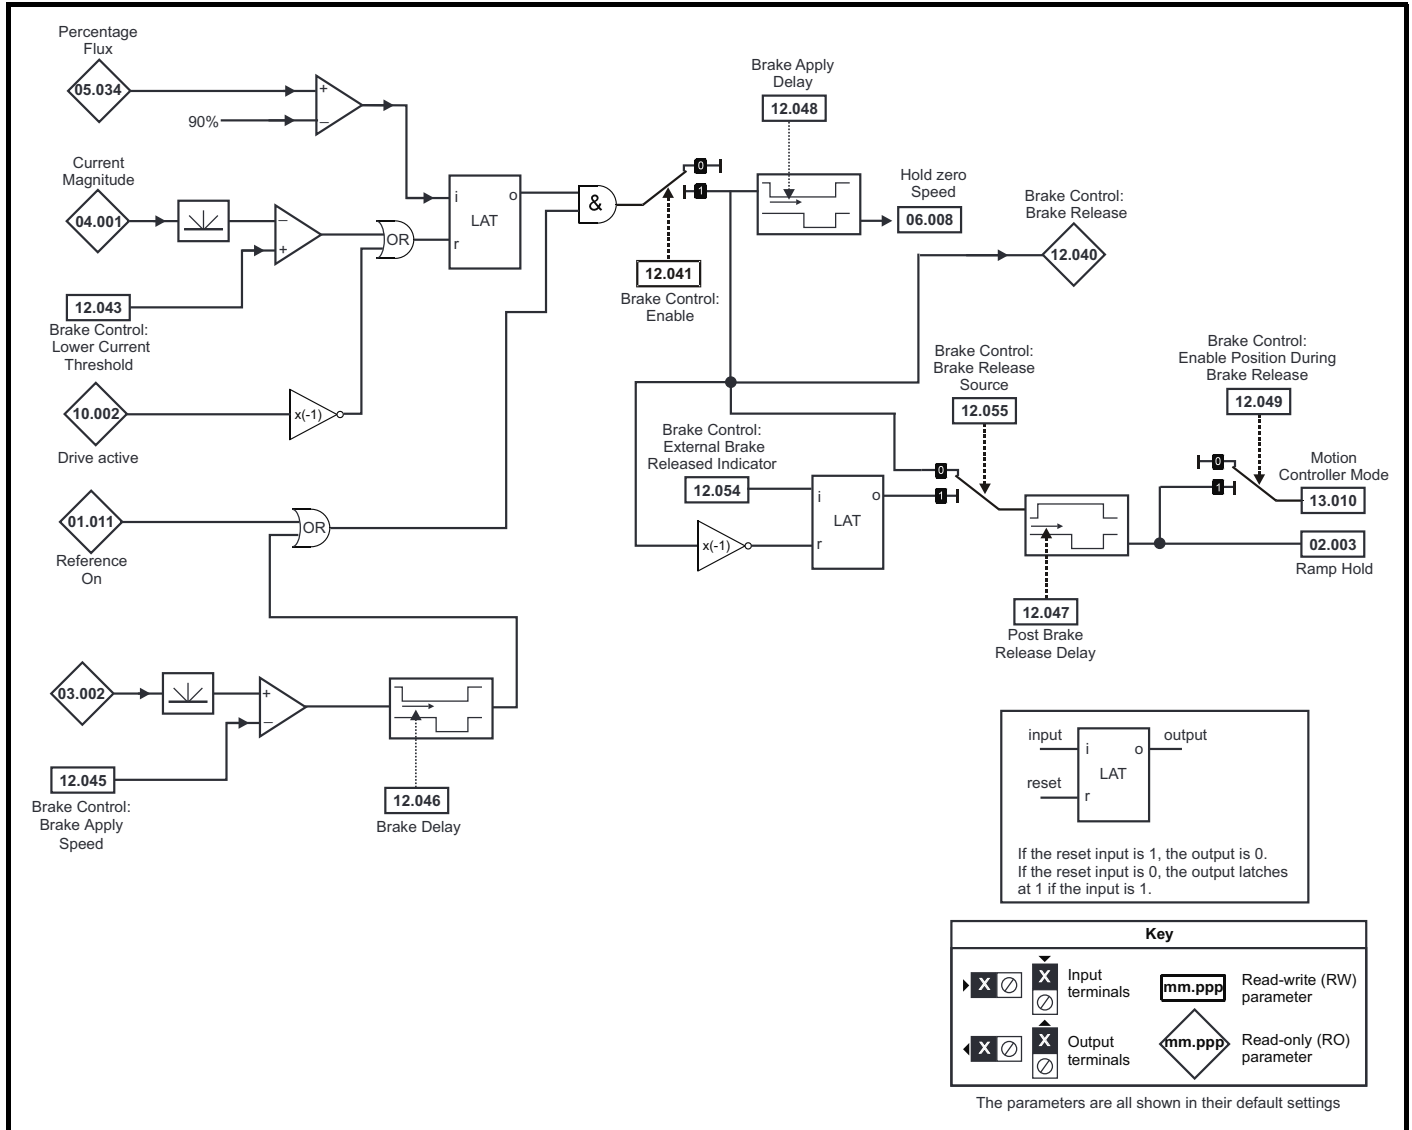 Percentage
Flux
05.034
+
90%
–
Current
Magnitude
04.001
–
+
12.043
Brake Control:
Lower Current
Threshold
OR
i
o
LAT
r
&
0
1
12.041
Brake Control:
Enable
Brake Apply
Delay
12.048
Hold zero
Speed
06.008
Brake Control:
Brake Release
12.040
10.002
x(-1)
Drive active
01.011
Reference
On
OR
03.002
+
–
12.045
Brake Control:
Brake Apply
Speed
12.046
Brake Delay
Brake Control:
External Brake
Released Indicator
12.054
i
o
LAT
r
x(-1)
Brake Control:
Brake Release
Source
12.055
0
1
12.047
Post Brake
Release Delay
Brake Control:
Enable Position During
Brake Release
12.049
0
1
Motion
Controller Mode
13.010
02.003
Ramp Hold
input
i
o
output
LAT
reset
r
If the reset input is 1, the output is 0.
If the reset input is 0, the output latches
at 1 if the input is 1.
Key
X
X
Input
terminals
mm.ppp
Read-write (RW)
parameter
X
X
Output
terminals
mm.ppp
Read-only (RO)
parameter
The parameters are all shown in their default settings